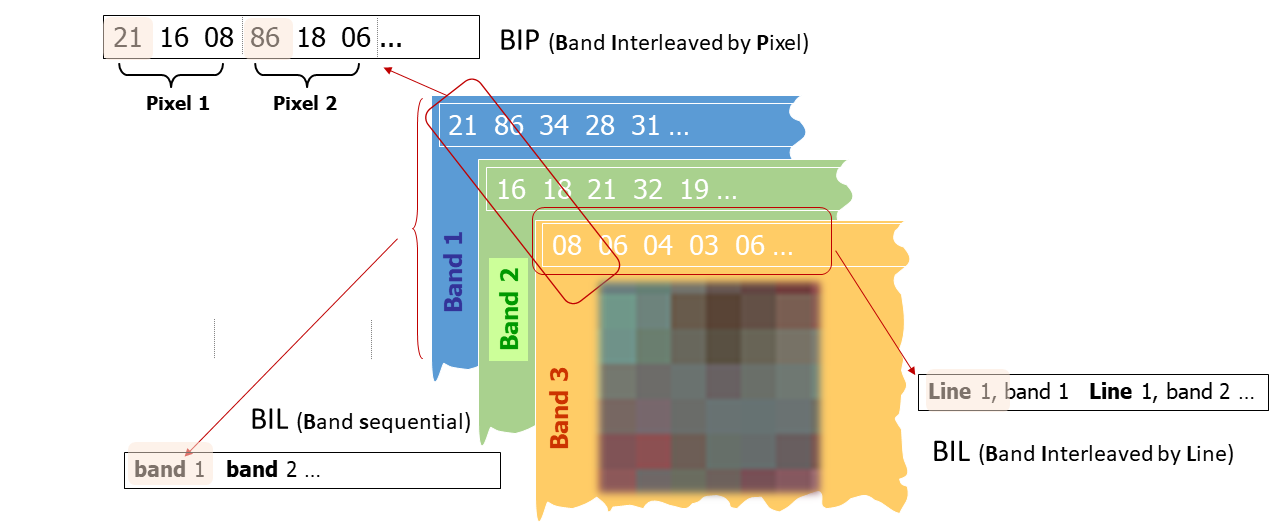 21 16 08 86 18 06 ...
BIP (Band Interleaved by Pixel)
Pixel 1
Pixel 2
21 86 34 28 31 ...
16 18 21 32 19 ...
08 06 04 03 06 ...
Band 1
Band 2
Band 3
Line 1, band 1 Line 1, band 2 ...
BIL (Band Interleaved by Line)
BIL (Band sequential)
band 1 band 2 ...